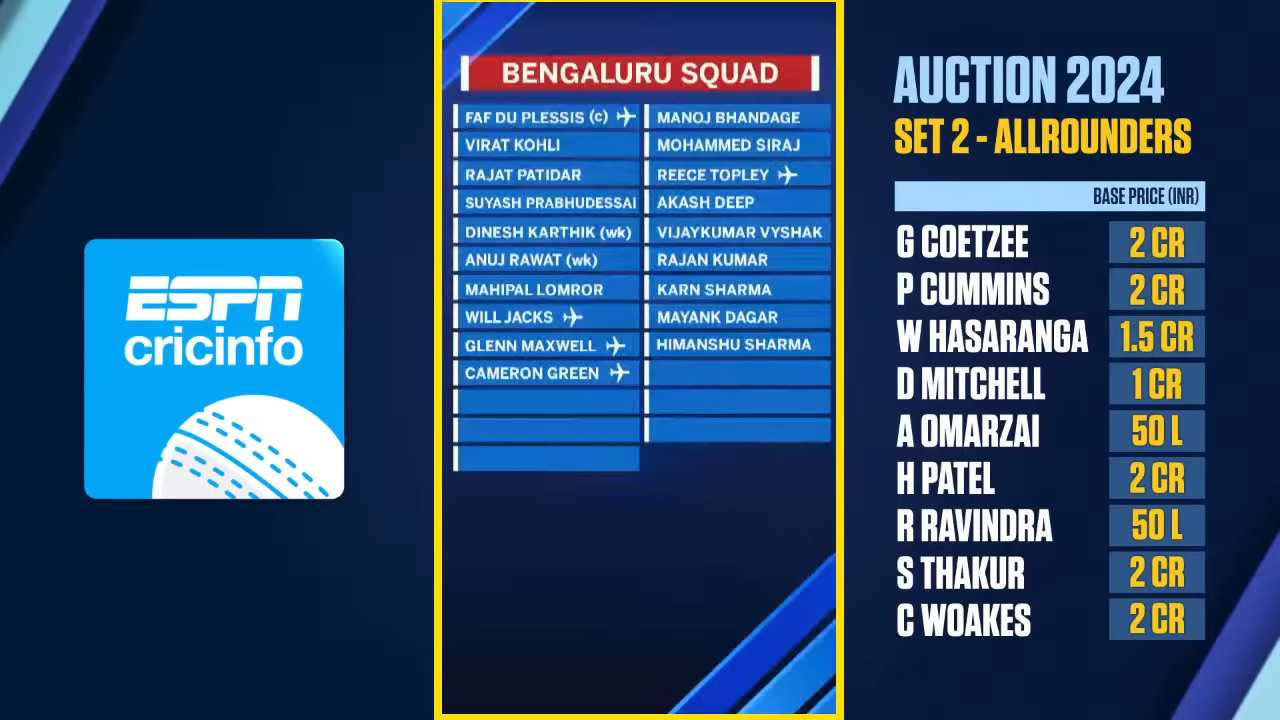 ESPN
cricinfo
BENGALURU SQUAD
FAF DU PLESSIS (c)
VIRAT KOHLI
RAJAT PATIDAR
SUYASH PRABHUDESSAI
DINESH KARTHIK (wk)
ANUJ RAWAT (wk)
MAHIPAL LOMROR
WILL JACKS
GLENN MAXWELL
CAMERON GREEN
MANOJ BHANDAGE
MOHAMMED SIRAJ
REECE TOPLEY
AKASH DEEP
VIJAYKUMAR VYSHAK
RAJAN KUMAR
KARN SHARMA
MAYANK DAGAR
HIMANSHU SHARMA
AUCTION 2024
SET 2 - ALLROUNDERS
BASE PRICE (INR)
G COETZEE 2 CR
P CUMMINS 2 CR
W HASARANGA 1.5 CR
D MITCHELL 1 CR
A OMARZAI 50 L
H PATEL 2 CR
R RAVINDRA 50 L
S THAKUR 2 CR
C WOAKES 2 CR